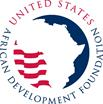 UNITED STATES
AFRICAN DEVELOPMENT FOUNDATION